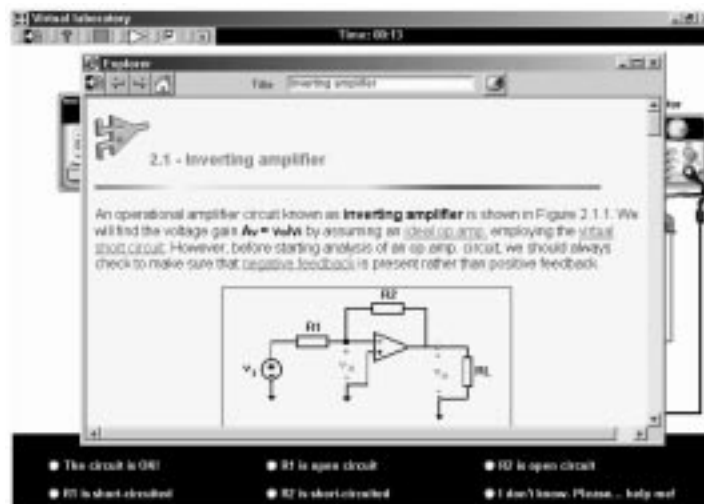 Virtual laboratory
Time: 00:13
Explorer
Title Inverting amplifier
2.1 - Inverting amplifier
An operational amplifier circuit known as inverting amplifier is shown in Figure 2.1.1. We
will find the voltage gain Av = vo/vi by assuming an ideal op amp, employing the virtual
short circuit. However, before starting analysis of an op amp. circuit, we should always
check to make sure that negative feedback is present rather than positive feedback.
R2
R1
RL
The circuit is OK!
R1 is open circuit
R2 is open circuit
R1 is short-circuited
R2 is short-circuited
I don't know. Please... help me!